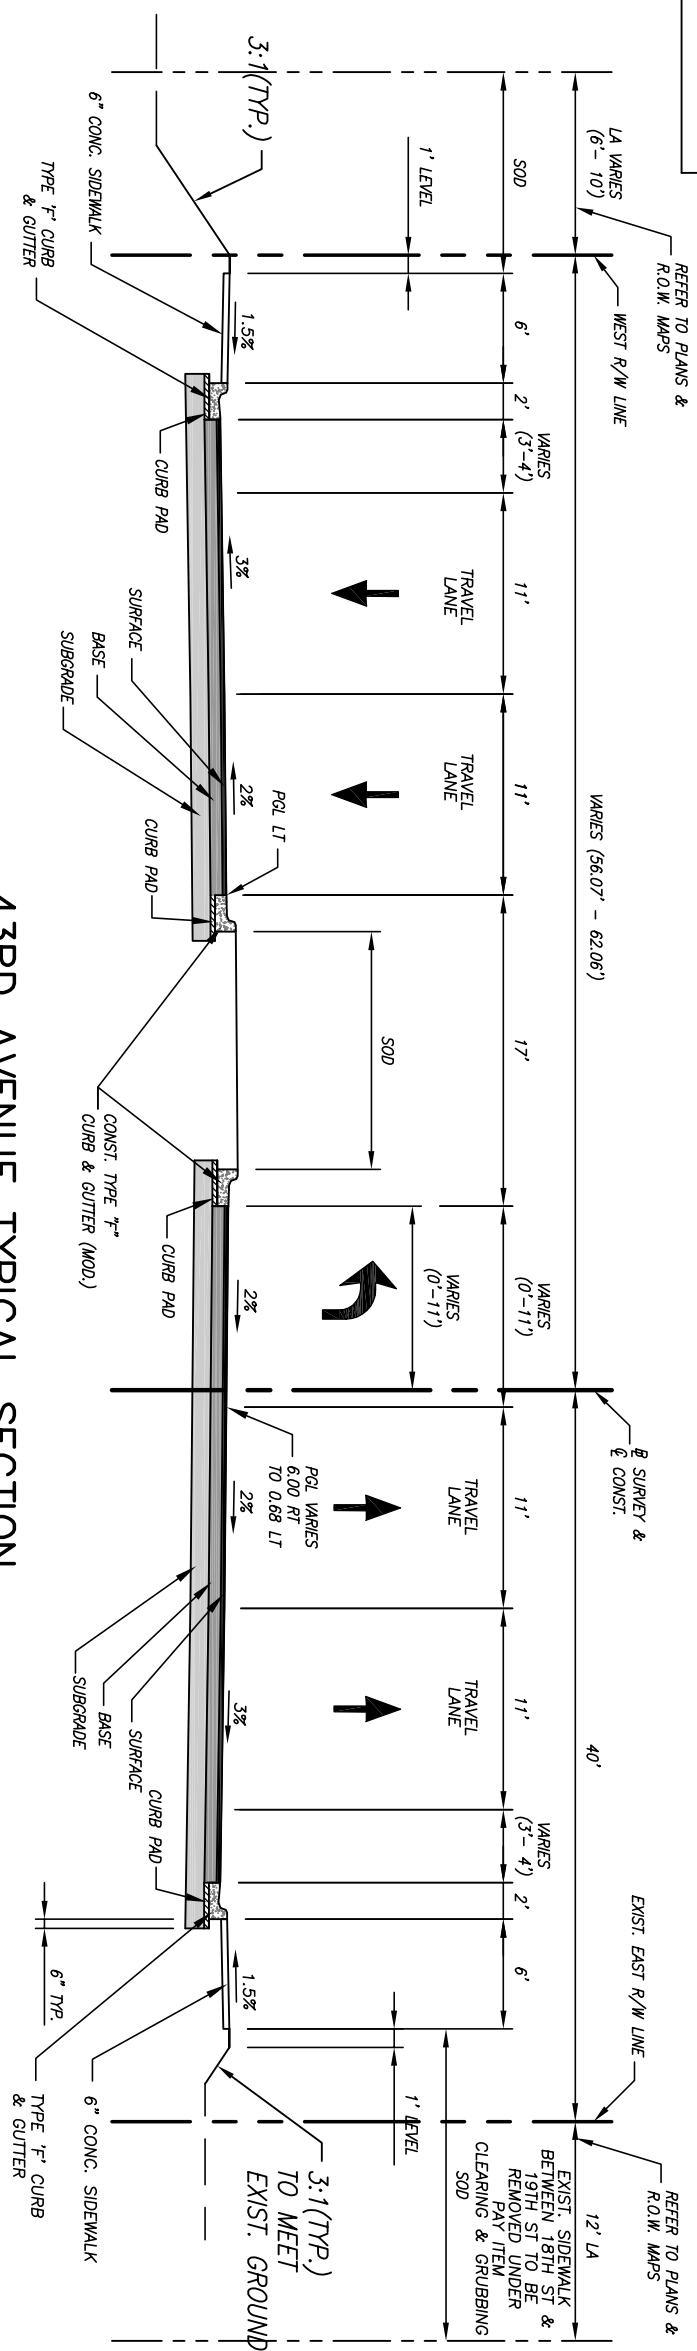 LA VARIES
(6'- 10')
REFER TO PLANS &
R.O.W. MAPS
WEST R/W LINE
VARIES (56.07' - 62.06')
℄ SURVEY &
℄ CONST.
40'
EXIST. EAST R/W LINE
12' LA
REFER TO PLANS &
R.O.W. MAPS
SOD
6'
2'
VARIES
(3'-4')
11'
11'
17'
VARIES
(0'-11')
11'
11'
VARIES
(3'- 4')
2'
6'
EXIST. SIDEWALK
BETWEEN 18TH ST &
19TH ST TO BE
REMOVED UNDER
PAY ITEM
CLEARING & GRUBBING
SOD
1' LEVEL
TRAVEL
LANE
TRAVEL
LANE
SOD
VARIES
(0'-11')
TRAVEL
LANE
TRAVEL
LANE
1' LEVEL
3:1(TYP.)
1.5%
3%
2%
PGL LT
2%
PGL VARIES
6.00 RT
TO 0.68 LT
2%
3%
1.5%
3:1(TYP.)
TO MEET
EXIST. GROUND
6" CONC. SIDEWALK
TYPE 'F' CURB
& GUTTER
CURB PAD
SURFACE
BASE
SUBGRADE
CURB PAD
CONST. TYPE "F"
CURB & GUTTER (MOD.)
CURB PAD
SUBGRADE
BASE
SURFACE
CURB PAD
6" TYP.
6" CONC. SIDEWALK
TYPE 'F' CURB
& GUTTER
43RD AVENUE TYPICAL SECTION